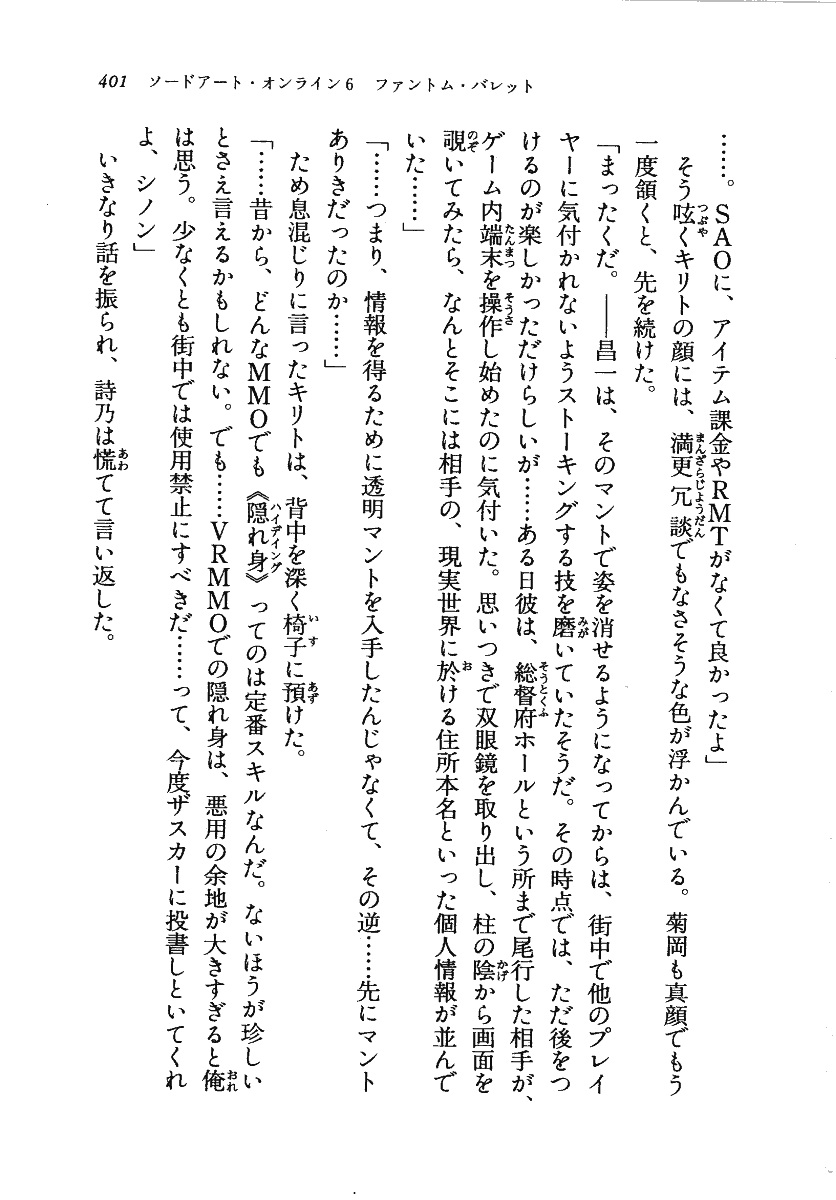 401 ソードアート・オンライン6 ファントム・バレット
……。SAOに、アイテム課金やRMTがなくて良かったよ」
そう呟くキリトの顔には、満更冗談でもなさそうな色が浮かんでいる。菊岡も真顔でもう
一度頷くと、先を続けた。
「まったくだ。――昌一は、そのマントで姿を消せるようになってからは、街中で他のプレイ
ヤーに気付かれないようストーキングする技を磨いていたそうだ。その時点では、ただ後をつ
けるのが楽しかっただけらしいが……ある日彼は、総督府ホールという所まで尾行した相手が、
ゲーム内端末を操作し始めたのに気付いた。思いつきで双眼鏡を取り出し、柱の陰から画面を
覗いてみたら、なんとそこには相手の、現実世界に於ける住所本名といった個人情報が並んで
いた……」
「……つまり、情報を得るために透明マントを入手したんじゃなくて、その逆……先にマント
ありきだったのか……」
ため息混じりに言ったキリトは、背中を深く椅子に預けた。
「……昔から、どんなMMOでも《隠れ身》ってのは定番スキルなんだ。ないほうが珍しい
とさえ言えるかもしれない。でも……VRMMOでの隠れ身は、悪用の余地が大きすぎると俺
は思う。少なくとも街中では使用禁止にすべきだ……って、今度ザスカーに投書しといてくれ
よ、シノン」
いきなり話を振られ、詩乃は慌てて言い返した。